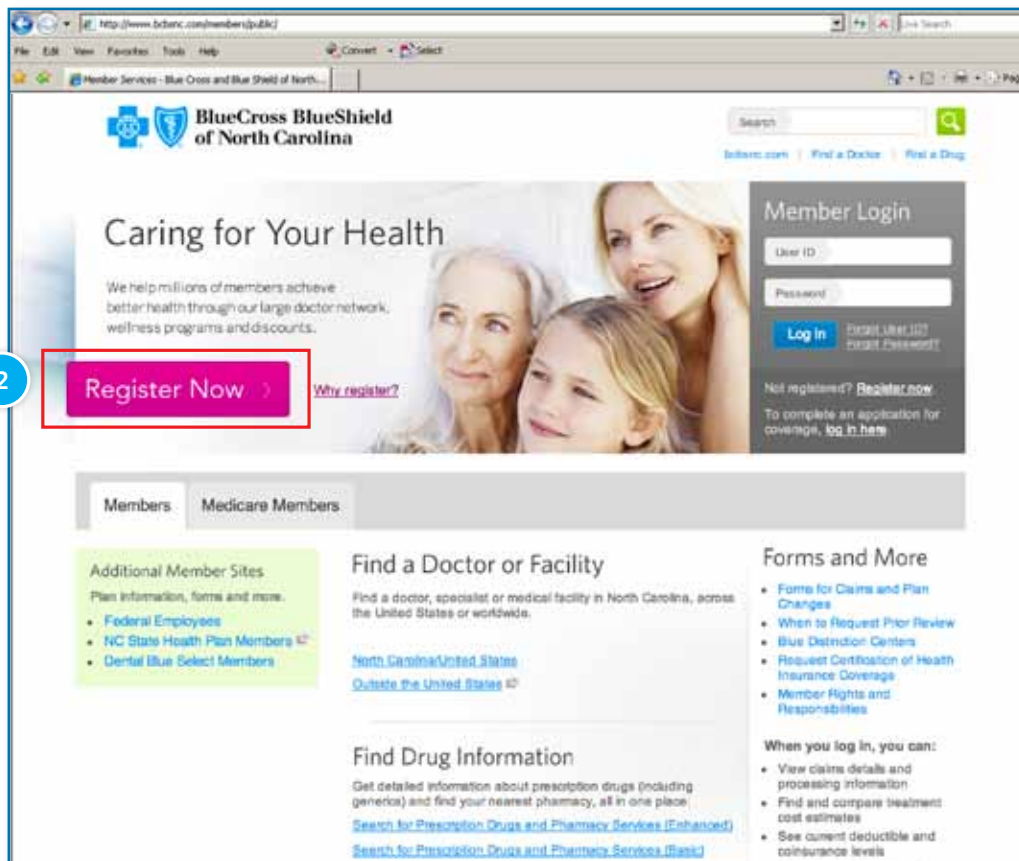 http://www.bcbsnc.com/members/public/
Live Search
File Edit View Favorites Tools Help
Convert Select
Member Services - Blue Cross and Blue Shield of North...
Pag
BlueCross BlueShield
of North Carolina
Search
bcbsnc.com | Find a Doctor | Find a Drug
Caring for Your Health
We help millions of members achieve
better health through our large doctor network,
wellness programs and discounts.
2
Register Now
Why register?
Member Login
User ID
Password
Log In
Forgot User ID?
Forgot Password?
Not registered? Register now.
To complete an application for
coverage, log in here.
Members
Medicare Members
Additional Member Sites
Plan information, forms and more.
• Federal Employees
• NC State Health Plan Members
• Dental Blue Select Members
Find a Doctor or Facility
Find a doctor, specialist or medical facility in North Carolina, across
the United States or worldwide.
North Carolina/United States
Outside the United States
Find Drug Information
Get detailed information about prescription drugs (including
generics) and find your nearest pharmacy, all in one place
Search for Prescription Drugs and Pharmacy Services (Enhanced)
Search for Prescription Drugs and Pharmacy Services (Basic)
Forms and More
• Forms for Claims and Plan
Changes
• When to Request Prior Review
• Blue Distinction Centers
• Request Certification of Health
Insurance Coverage
• Member Rights and
Responsibilities
When you log in, you can:
• View claims details and
processing information
• Find and compare treatment
cost estimates
• See current deductible and
coinsurance levels